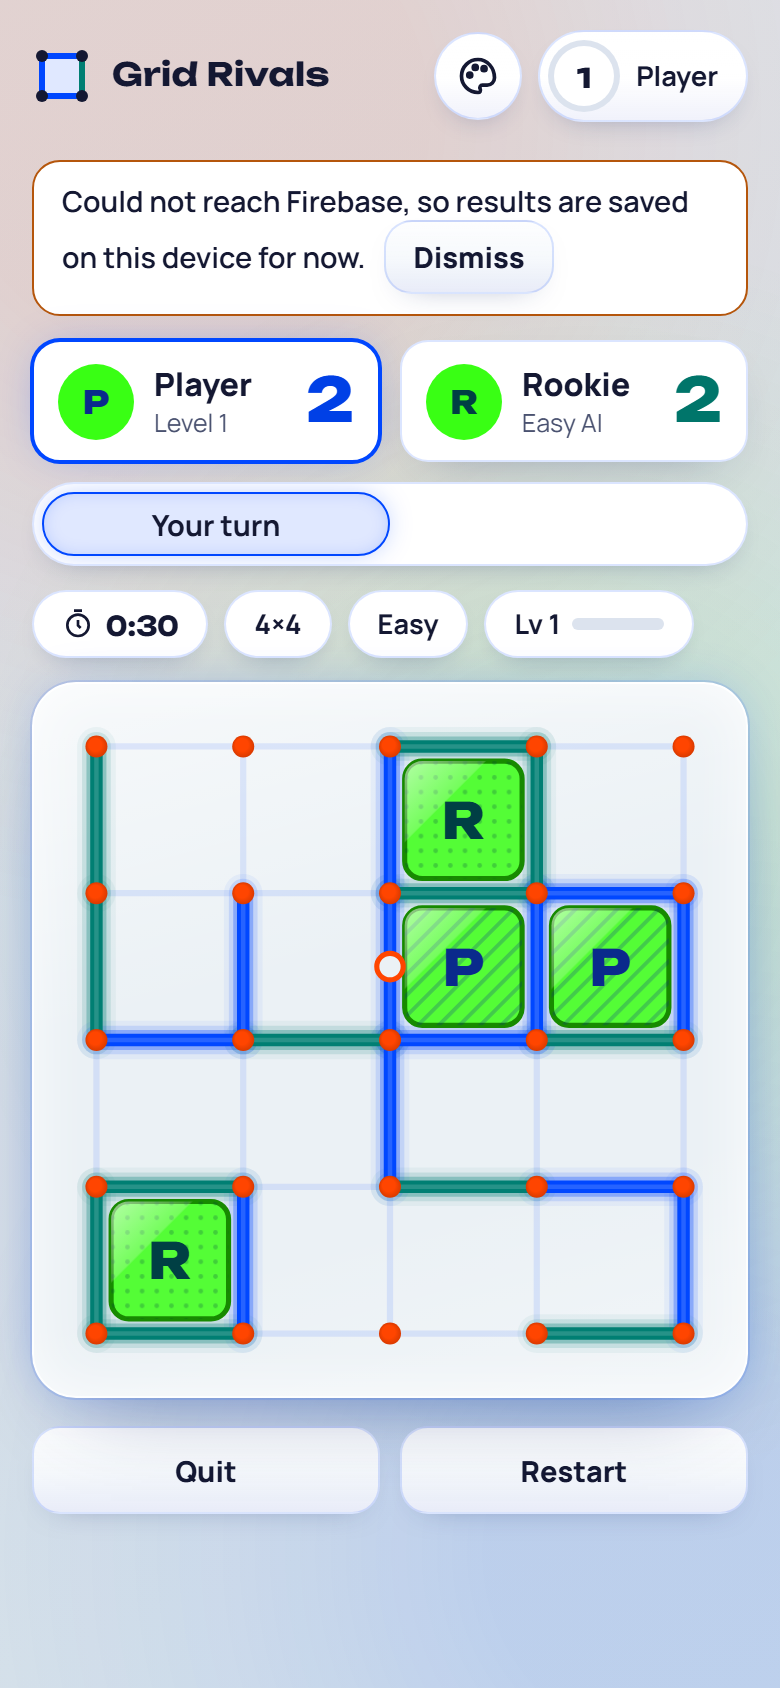 Grid Rivals
1 Player
Could not reach Firebase, so results are saved
on this device for now. Dismiss
P Player 2
Level 1
R Rookie 2
Easy AI
Your turn
0:30 4×4 Easy Lv 1
R
P P
R
Quit Restart